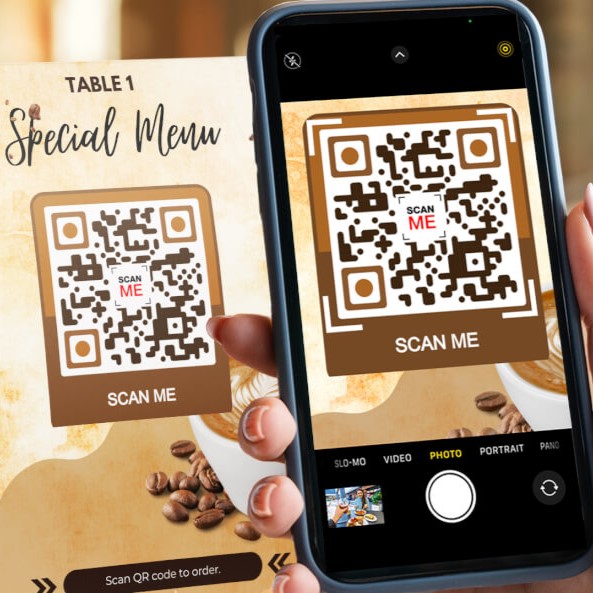 TABLE 1
Special Menu
SCAN
ME
SCAN ME
Scan QR code to order.
SCAN
ME
SCAN ME
SLO-MO VIDEO PHOTO PORTRAIT PANO